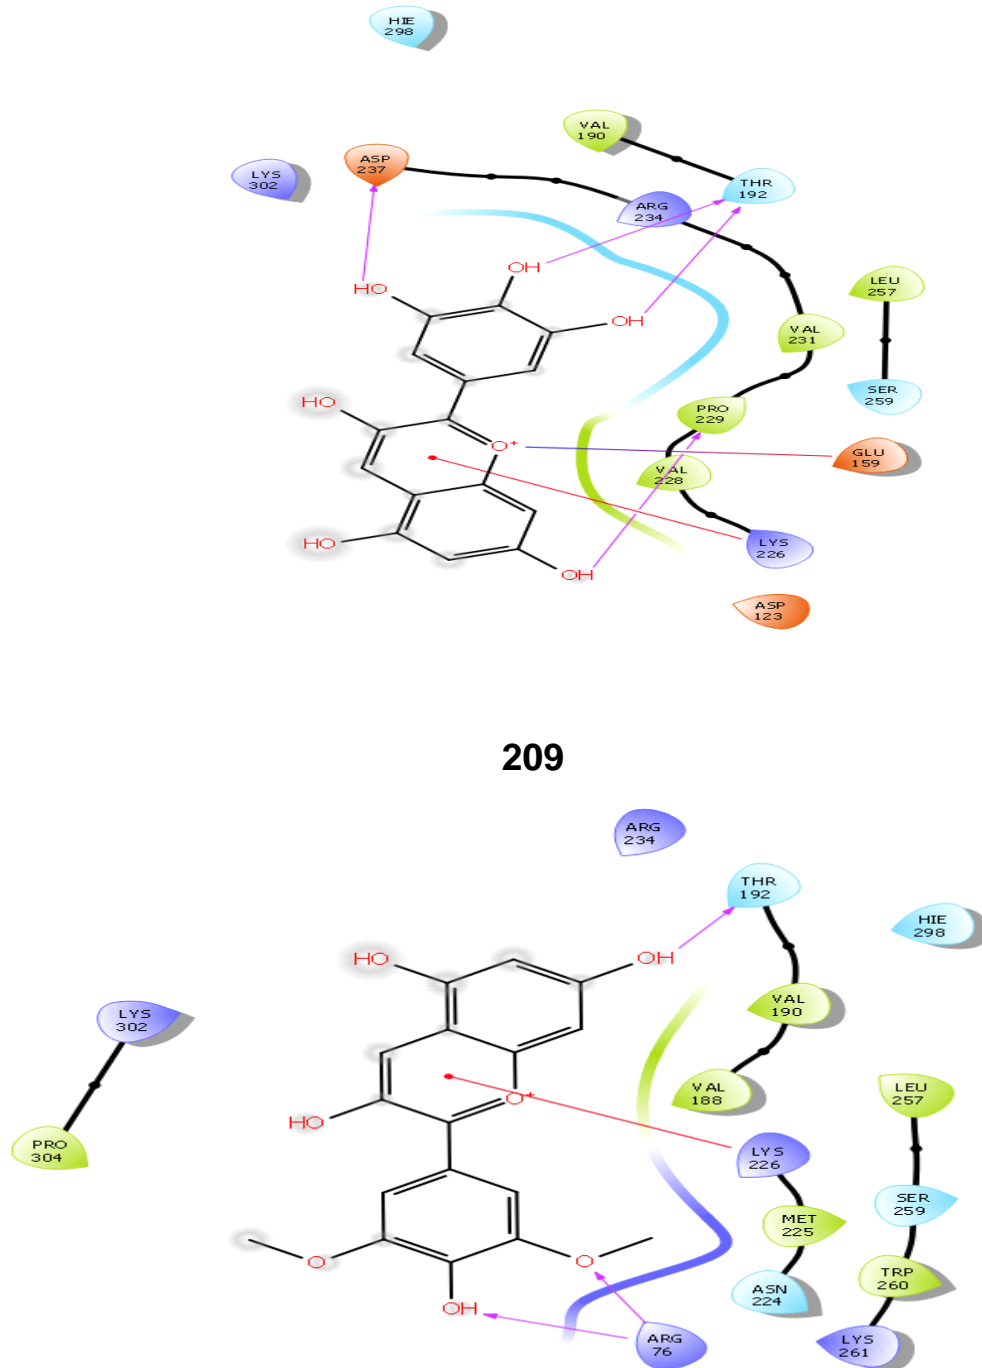 HIE
298
VAL
190
ASP
237
LYS
302
THR
192
ARG
234
OH
HO
LEU
257
OH
VAL
231
SER
259
HO
PRO
229
O+
GLU
159
VAL
228
HO
LYS
226
OH
ASP
123
209
ARG
234
THR
192
HIE
298
HO
OH
LYS
302
VAL
190
VAL
188
LEU
257
O+
HO
PRO
304
LYS
226
SER
259
MET
225
O
O
TRP
260
ASN
224
OH
ARG
76
LYS
261